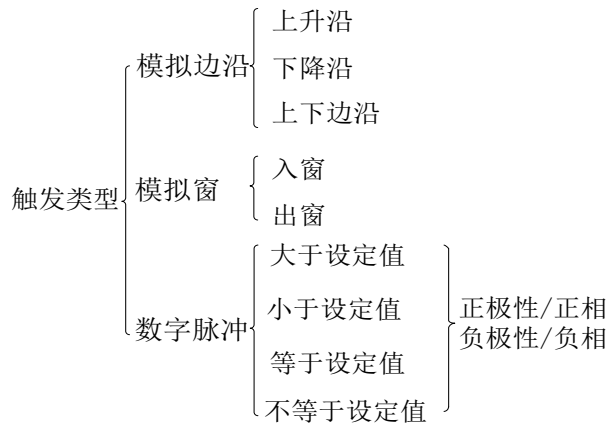 上升沿
模拟边沿
下降沿
上下边沿
入窗
触发类型
模拟窗
出窗
大于设定值
小于设定值
正极性/正相
数字脉冲
负极性/负相
等于设定值
不等于设定值